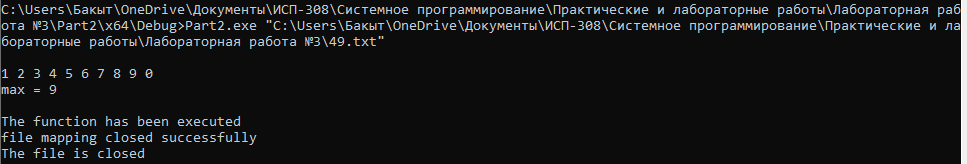 C:\Users\Бакыт\OneDrive\Документы\ИСП-308\Системное программирование\Практические и лабораторные работы\Лабораторная раб
ота №3\Part2\x64\Debug>Part2.exe "C:\Users\Бакыт\OneDrive\Документы\ИСП-308\Системное программирование\Практические и ла
бораторные работы\Лабораторная работа №3\49.txt"
1 2 3 4 5 6 7 8 9 0
max = 9
The function has been executed
file mapping closed successfully
The file is closed